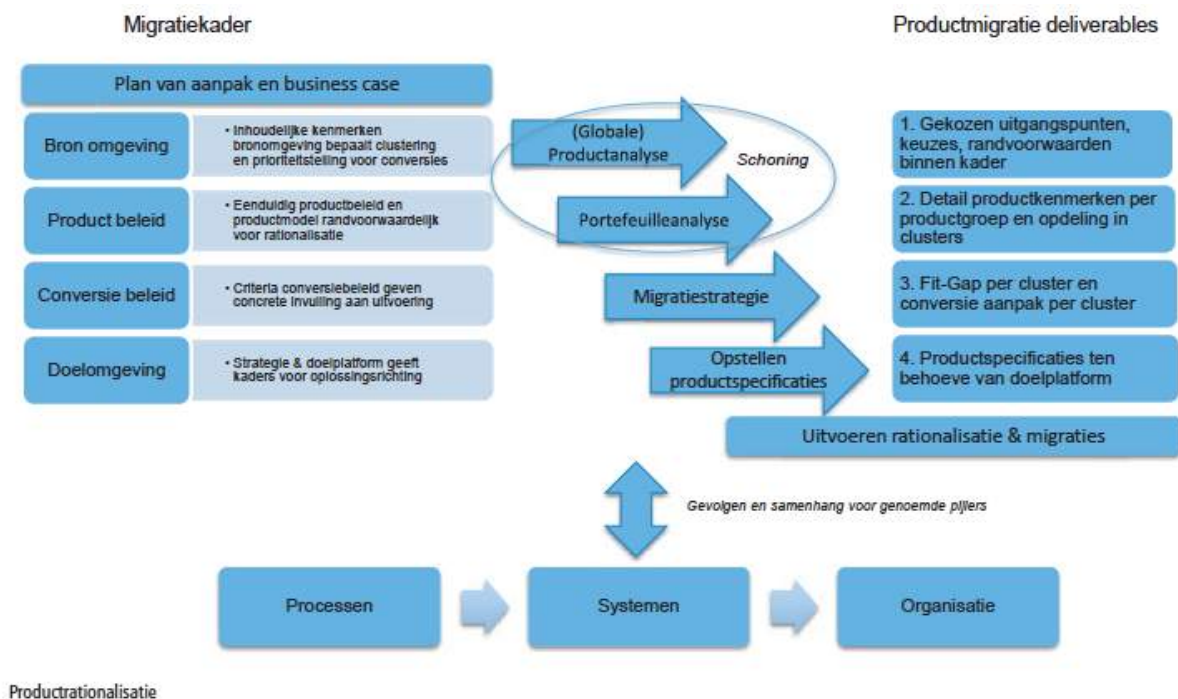 Migratiekader
Productmigratie deliverables
Plan van aanpak en business case
Bron omgeving
• Inhoudelijke kenmerken
bronomgeving bepaalt clustering
en prioriteitstelling voor conversies
Product beleid
• Eenduidig productbeleid en
productmodel randvoorwaardelijk
voor rationalisatie
Conversie beleid
• Criteria conversiebeleid geven
concrete invulling aan uitvoering
Doelomgeving
• Strategie & doelplatform geeft
kaders voor oplossingsrichting
(Globale)
Productanalyse
Schoning
Portefeuilleanalyse
Migratiestrategie
Opstellen
productspecificaties
1. Gekozen uitgangspunten,
keuzes, randvoorwaarden
binnen kader
2. Detail productkenmerken per
productgroep en opdeling in
clusters
3. Fit-Gap per cluster en
conversie aanpak per cluster
4. Productspecificaties ten
behoeve van doelplatform
Uitvoeren rationalisatie & migraties
Gevolgen en samenhang voor genoemde pijlers
Processen
Systemen
Organisatie
Productrationalisatie